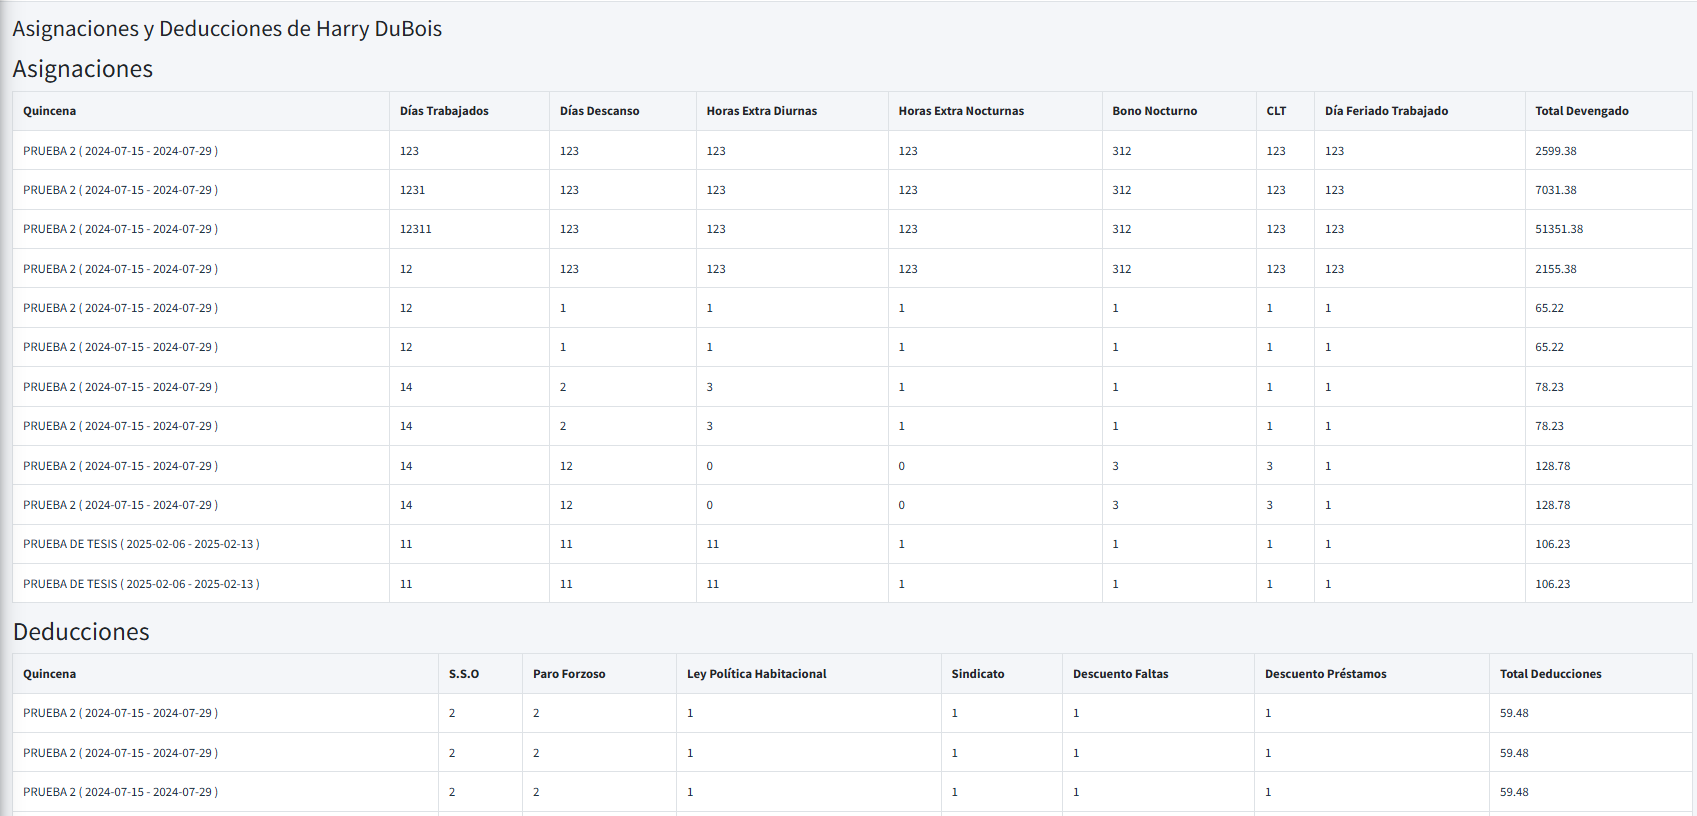 Asignaciones y Deducciones de Harry DuBois
Asignaciones
Quincena Días Trabajados Días Descanso Horas Extra Diurnas Horas Extra Nocturnas Bono Nocturno CLT Día Feriado Trabajado Total Devengado
PRUEBA 2 ( 2024-07-15 - 2024-07-29 ) 123 123 123 123 312 123 123 2599.38
PRUEBA 2 ( 2024-07-15 - 2024-07-29 ) 1231 123 123 123 312 123 123 7031.38
PRUEBA 2 ( 2024-07-15 - 2024-07-29 ) 12311 123 123 123 312 123 123 51351.38
PRUEBA 2 ( 2024-07-15 - 2024-07-29 ) 12 123 123 123 312 123 123 2155.38
PRUEBA 2 ( 2024-07-15 - 2024-07-29 ) 12 1 1 1 1 1 1 65.22
PRUEBA 2 ( 2024-07-15 - 2024-07-29 ) 12 1 1 1 1 1 1 65.22
PRUEBA 2 ( 2024-07-15 - 2024-07-29 ) 14 2 3 1 1 1 1 78.23
PRUEBA 2 ( 2024-07-15 - 2024-07-29 ) 14 2 3 1 1 1 1 78.23
PRUEBA 2 ( 2024-07-15 - 2024-07-29 ) 14 12 0 0 3 3 1 128.78
PRUEBA 2 ( 2024-07-15 - 2024-07-29 ) 14 12 0 0 3 3 1 128.78
PRUEBA DE TESIS ( 2025-02-06 - 2025-02-13 ) 11 11 11 1 1 1 1 106.23
PRUEBA DE TESIS ( 2025-02-06 - 2025-02-13 ) 11 11 11 1 1 1 1 106.23
Deducciones
Quincena S.S.O Paro Forzoso Ley Política Habitacional Sindicato Descuento Faltas Descuento Préstamos Total Deducciones
PRUEBA 2 ( 2024-07-15 - 2024-07-29 ) 2 2 1 1 1 1 59.48
PRUEBA 2 ( 2024-07-15 - 2024-07-29 ) 2 2 1 1 1 1 59.48
PRUEBA 2 ( 2024-07-15 - 2024-07-29 ) 2 2 1 1 1 1 59.48